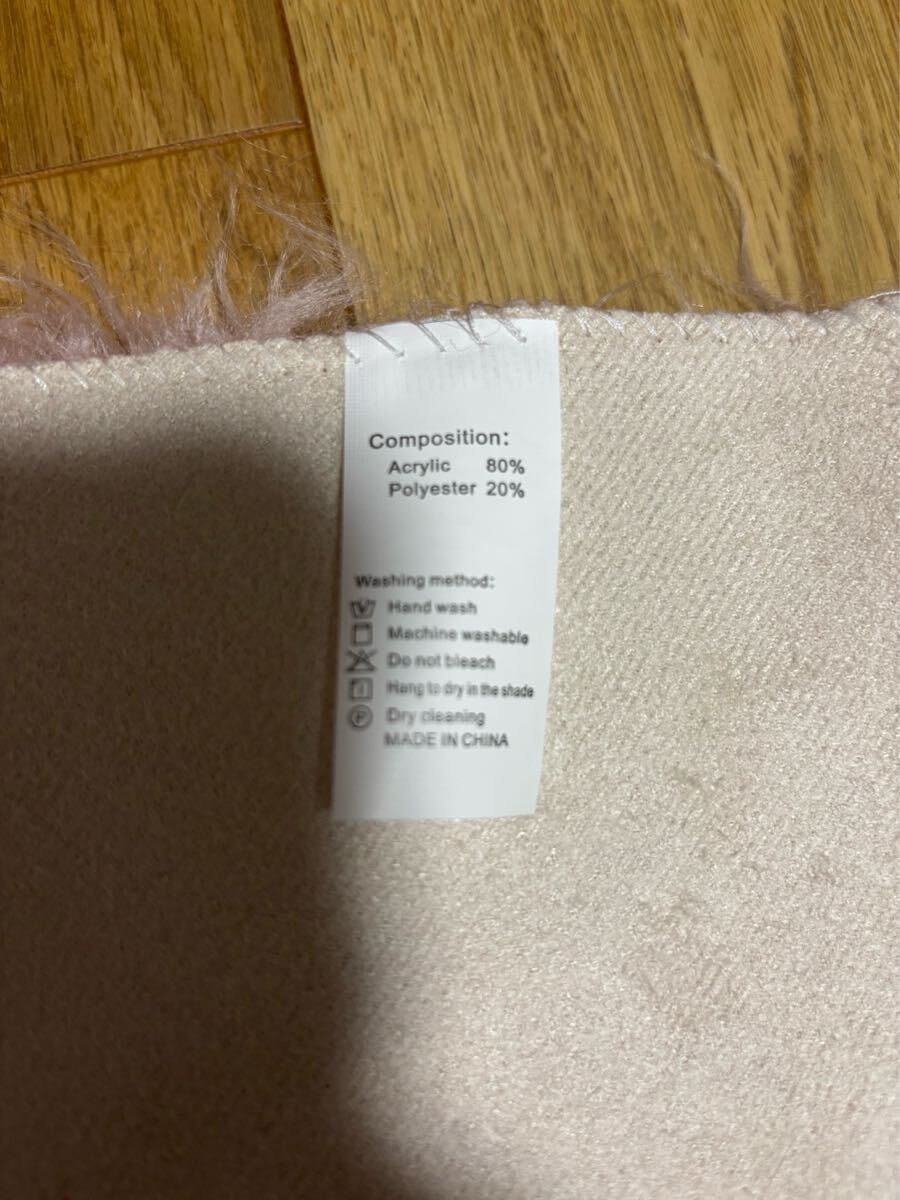 Composition:
Acrylic 80%
Polyester 20%
Washing method:
Hand wash
Machine washable
Do not bleach
Hang to dry in the shade
P Dry cleaning
MADE IN CHINA